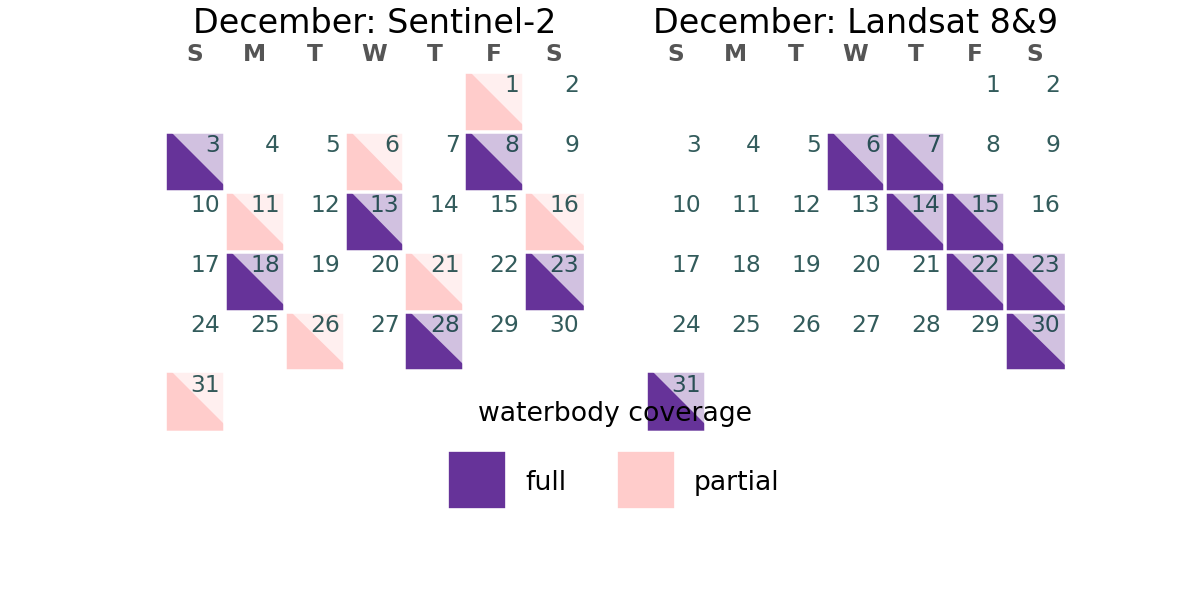 December: Sentinel-2
S M T W T F S
1 2
3 4 5 6 7 8 9
10 11 12 13 14 15 16
17 18 19 20 21 22 23
24 25 26 27 28 29 30
31
December: Landsat 8&9
S M T W T F S
1 2
3 4 5 6 7 8 9
10 11 12 13 14 15 16
17 18 19 20 21 22 23
24 25 26 27 28 29 30
31
waterbody coverage
full partial